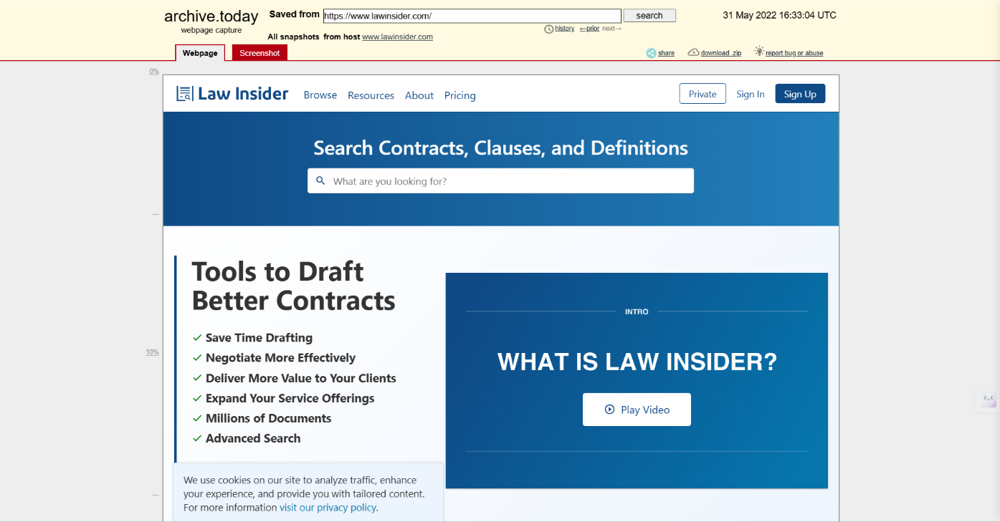 archive.today
webpage capture
Saved from https://www.lawinsider.com/ search 31 May 2022 16:33:04 UTC
history ←prior next→
All snapshots from host www.lawinsider.com
Webpage Screenshot share download .zip report bug or abuse
0%
Law Insider Browse Resources About Pricing Private Sign In Sign Up
Search Contracts, Clauses, and Definitions
What are you looking for?
Tools to Draft
Better Contracts
Save Time Drafting
Negotiate More Effectively
Deliver More Value to Your Clients
Expand Your Service Offerings
Millions of Documents
Advanced Search
10%
INTRO
WHAT IS LAW INSIDER?
Play Video
We use cookies on our site to analyze traffic, enhance
your experience, and provide you with tailored content.
For more information visit our privacy policy.